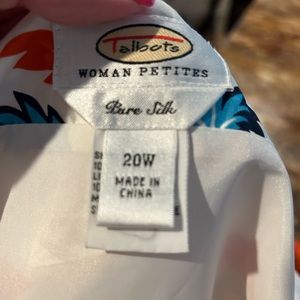 Talbots
WOMAN PETITES
Pure Silk
20W
MADE IN
CHINA